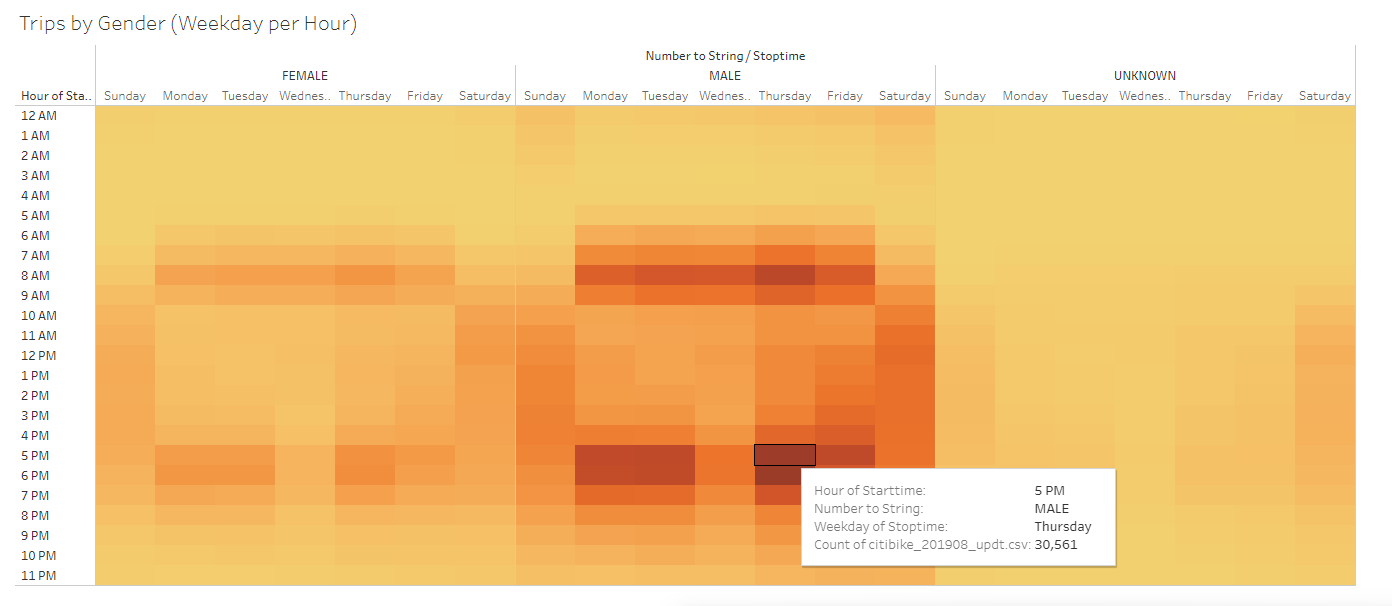 Trips by Gender (Weekday per Hour)
Number to String / Stoptime
FEMALE MALE UNKNOWN
Hour of Sta.. Sunday Monday Tuesday Wednes.. Thursday Friday Saturday Sunday Monday Tuesday Wednes.. Thursday Friday Saturday Sunday Monday Tuesday Wednes.. Thursday Friday Saturday
12 AM
1 AM
2 AM
3 AM
4 AM
5 AM
6 AM
7 AM
8 AM
9 AM
10 AM
11 AM
12 PM
1 PM
2 PM
3 PM
4 PM
5 PM
6 PM
7 PM
8 PM
9 PM
10 PM
11 PM
Hour of Starttime: 5 PM
Number to String: MALE
Weekday of Stoptime: Thursday
Count of citibike_201908_updt.csv: 30,561